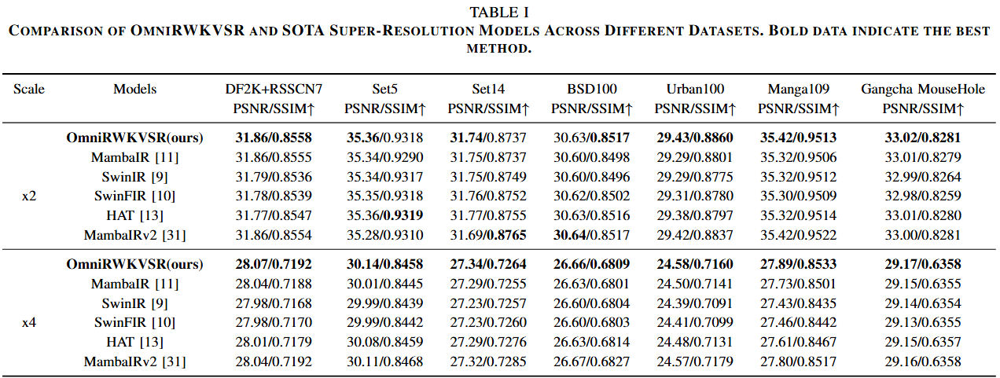 TABLE I
COMPARISON OF OMNIRWKVSR AND SOTA SUPER-RESOLUTION MODELS ACROSS DIFFERENT DATASETS. BOLD DATA INDICATE THE BEST
METHOD.
Scale Models DF2K+RSSCN7 Set5 Set14 BSD100 Urban100 Manga109 Gangcha MouseHole
PSNR/SSIM↑ PSNR/SSIM↑ PSNR/SSIM↑ PSNR/SSIM↑ PSNR/SSIM↑ PSNR/SSIM↑ PSNR/SSIM↑
OmniRWKVSR(ours) 31.86/0.8558 35.36/0.9318 31.74/0.8737 30.63/0.8517 29.43/0.8860 35.42/0.9513 33.02/0.8281
MambaIR [11] 31.86/0.8555 35.34/0.9290 31.75/0.8737 30.60/0.8498 29.29/0.8801 35.32/0.9506 33.01/0.8279
SwinIR [9] 31.79/0.8536 35.34/0.9317 31.75/0.8749 30.60/0.8496 29.29/0.8775 35.32/0.9512 32.99/0.8264
x2 SwinFIR [10] 31.78/0.8539 35.35/0.9318 31.76/0.8752 30.62/0.8502 29.31/0.8780 35.30/0.9509 32.98/0.8259
HAT [13] 31.77/0.8547 35.36/0.9319 31.77/0.8755 30.63/0.8516 29.38/0.8797 35.32/0.9514 33.01/0.8280
MambaIRv2 [31] 31.86/0.8554 35.28/0.9310 31.69/0.8765 30.64/0.8517 29.42/0.8837 35.42/0.9522 33.00/0.8281
OmniRWKVSR(ours) 28.07/0.7192 30.14/0.8458 27.34/0.7264 26.66/0.6809 24.58/0.7160 27.89/0.8533 29.17/0.6358
MambaIR [11] 28.04/0.7188 30.01/0.8445 27.29/0.7255 26.63/0.6801 24.50/0.7141 27.73/0.8501 29.15/0.6355
SwinIR [9] 27.98/0.7168 29.99/0.8439 27.23/0.7257 26.60/0.6804 24.39/0.7091 27.43/0.8435 29.14/0.6354
x4 SwinFIR [10] 27.98/0.7170 29.99/0.8442 27.23/0.7260 26.60/0.6803 24.41/0.7099 27.46/0.8442 29.13/0.6355
HAT [13] 28.01/0.7179 30.08/0.8459 27.29/0.7276 26.63/0.6814 24.48/0.7131 27.61/0.8467 29.15/0.6357
MambaIRv2 [31] 28.04/0.7192 30.11/0.8468 27.32/0.7285 26.67/0.6827 24.57/0.7179 27.80/0.8517 29.16/0.6358